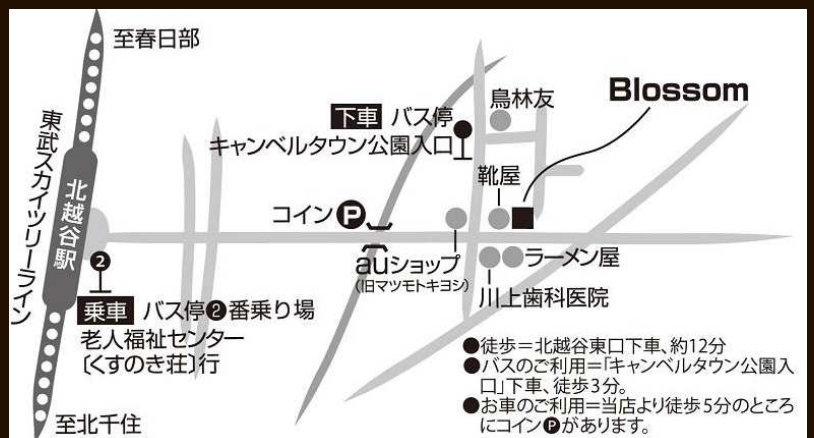 至春日部
東武スカイツリーライン
北越谷駅
❷
乗車 バス停❷番乗り場
老人福祉センター
〔くすのき荘〕行
至北千住
下車 バス停
キャンベルタウン公園入口
コインP
auショップ
(旧マツモトキヨシ)
鳥林友
靴屋
Blossom
ラーメン屋
川上歯科医院
●徒歩=北越谷東口下車、約12分
●バスのご利用=「キャンベルタウン公園入
口」下車、徒歩3分。
●お車のご利用=当店より徒歩5分のところ
にコインPがあります。